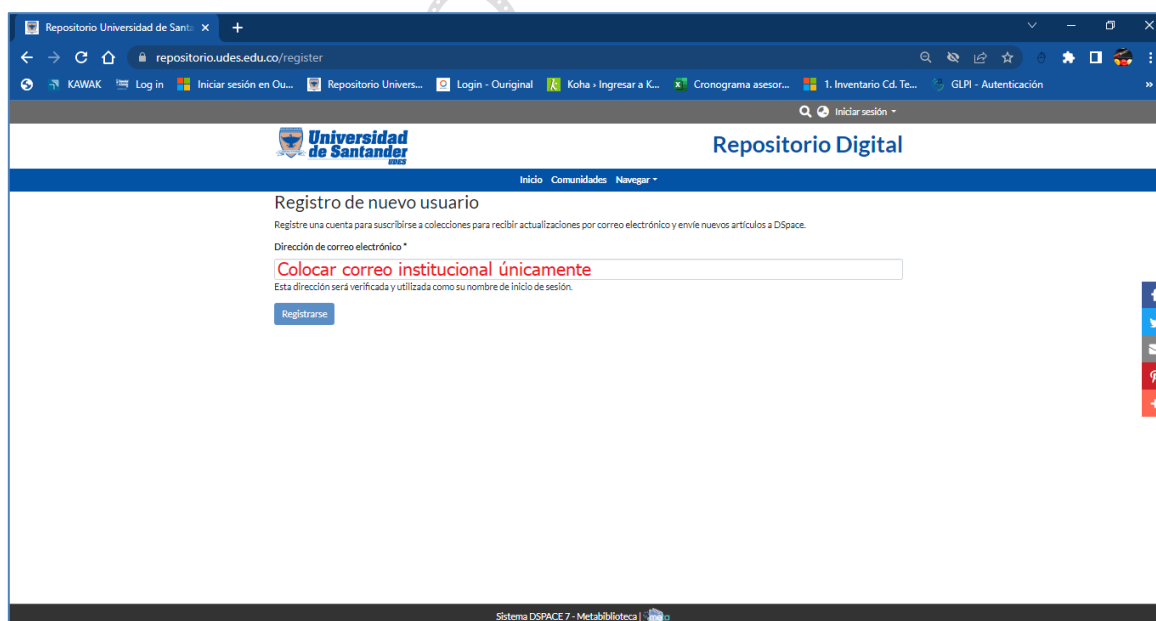 Repositorio Universidad de Santa
repositorio.udes.edu.co/register
KAWAK Log in Iniciar sesión en Ou... Repositorio Univers... Login - Ouriginal Koha › Ingresar a K... Cronograma asesor... 1. Inventario Cd. Te... GLPI - Autenticación »
Iniciar sesión
Universidad
de Santander
UDES
Repositorio Digital
Inicio Comunidades Navegar
Registro de nuevo usuario
Registre una cuenta para suscribirse a colecciones para recibir actualizaciones por correo electrónico y envíe nuevos artículos a DSpace.
Dirección de correo electrónico *
Colocar correo institucional únicamente
Esta dirección será verificada y utilizada como su nombre de inicio de sesión.
Registrarse
Sistema DSPACE 7 - Metabiblioteca |